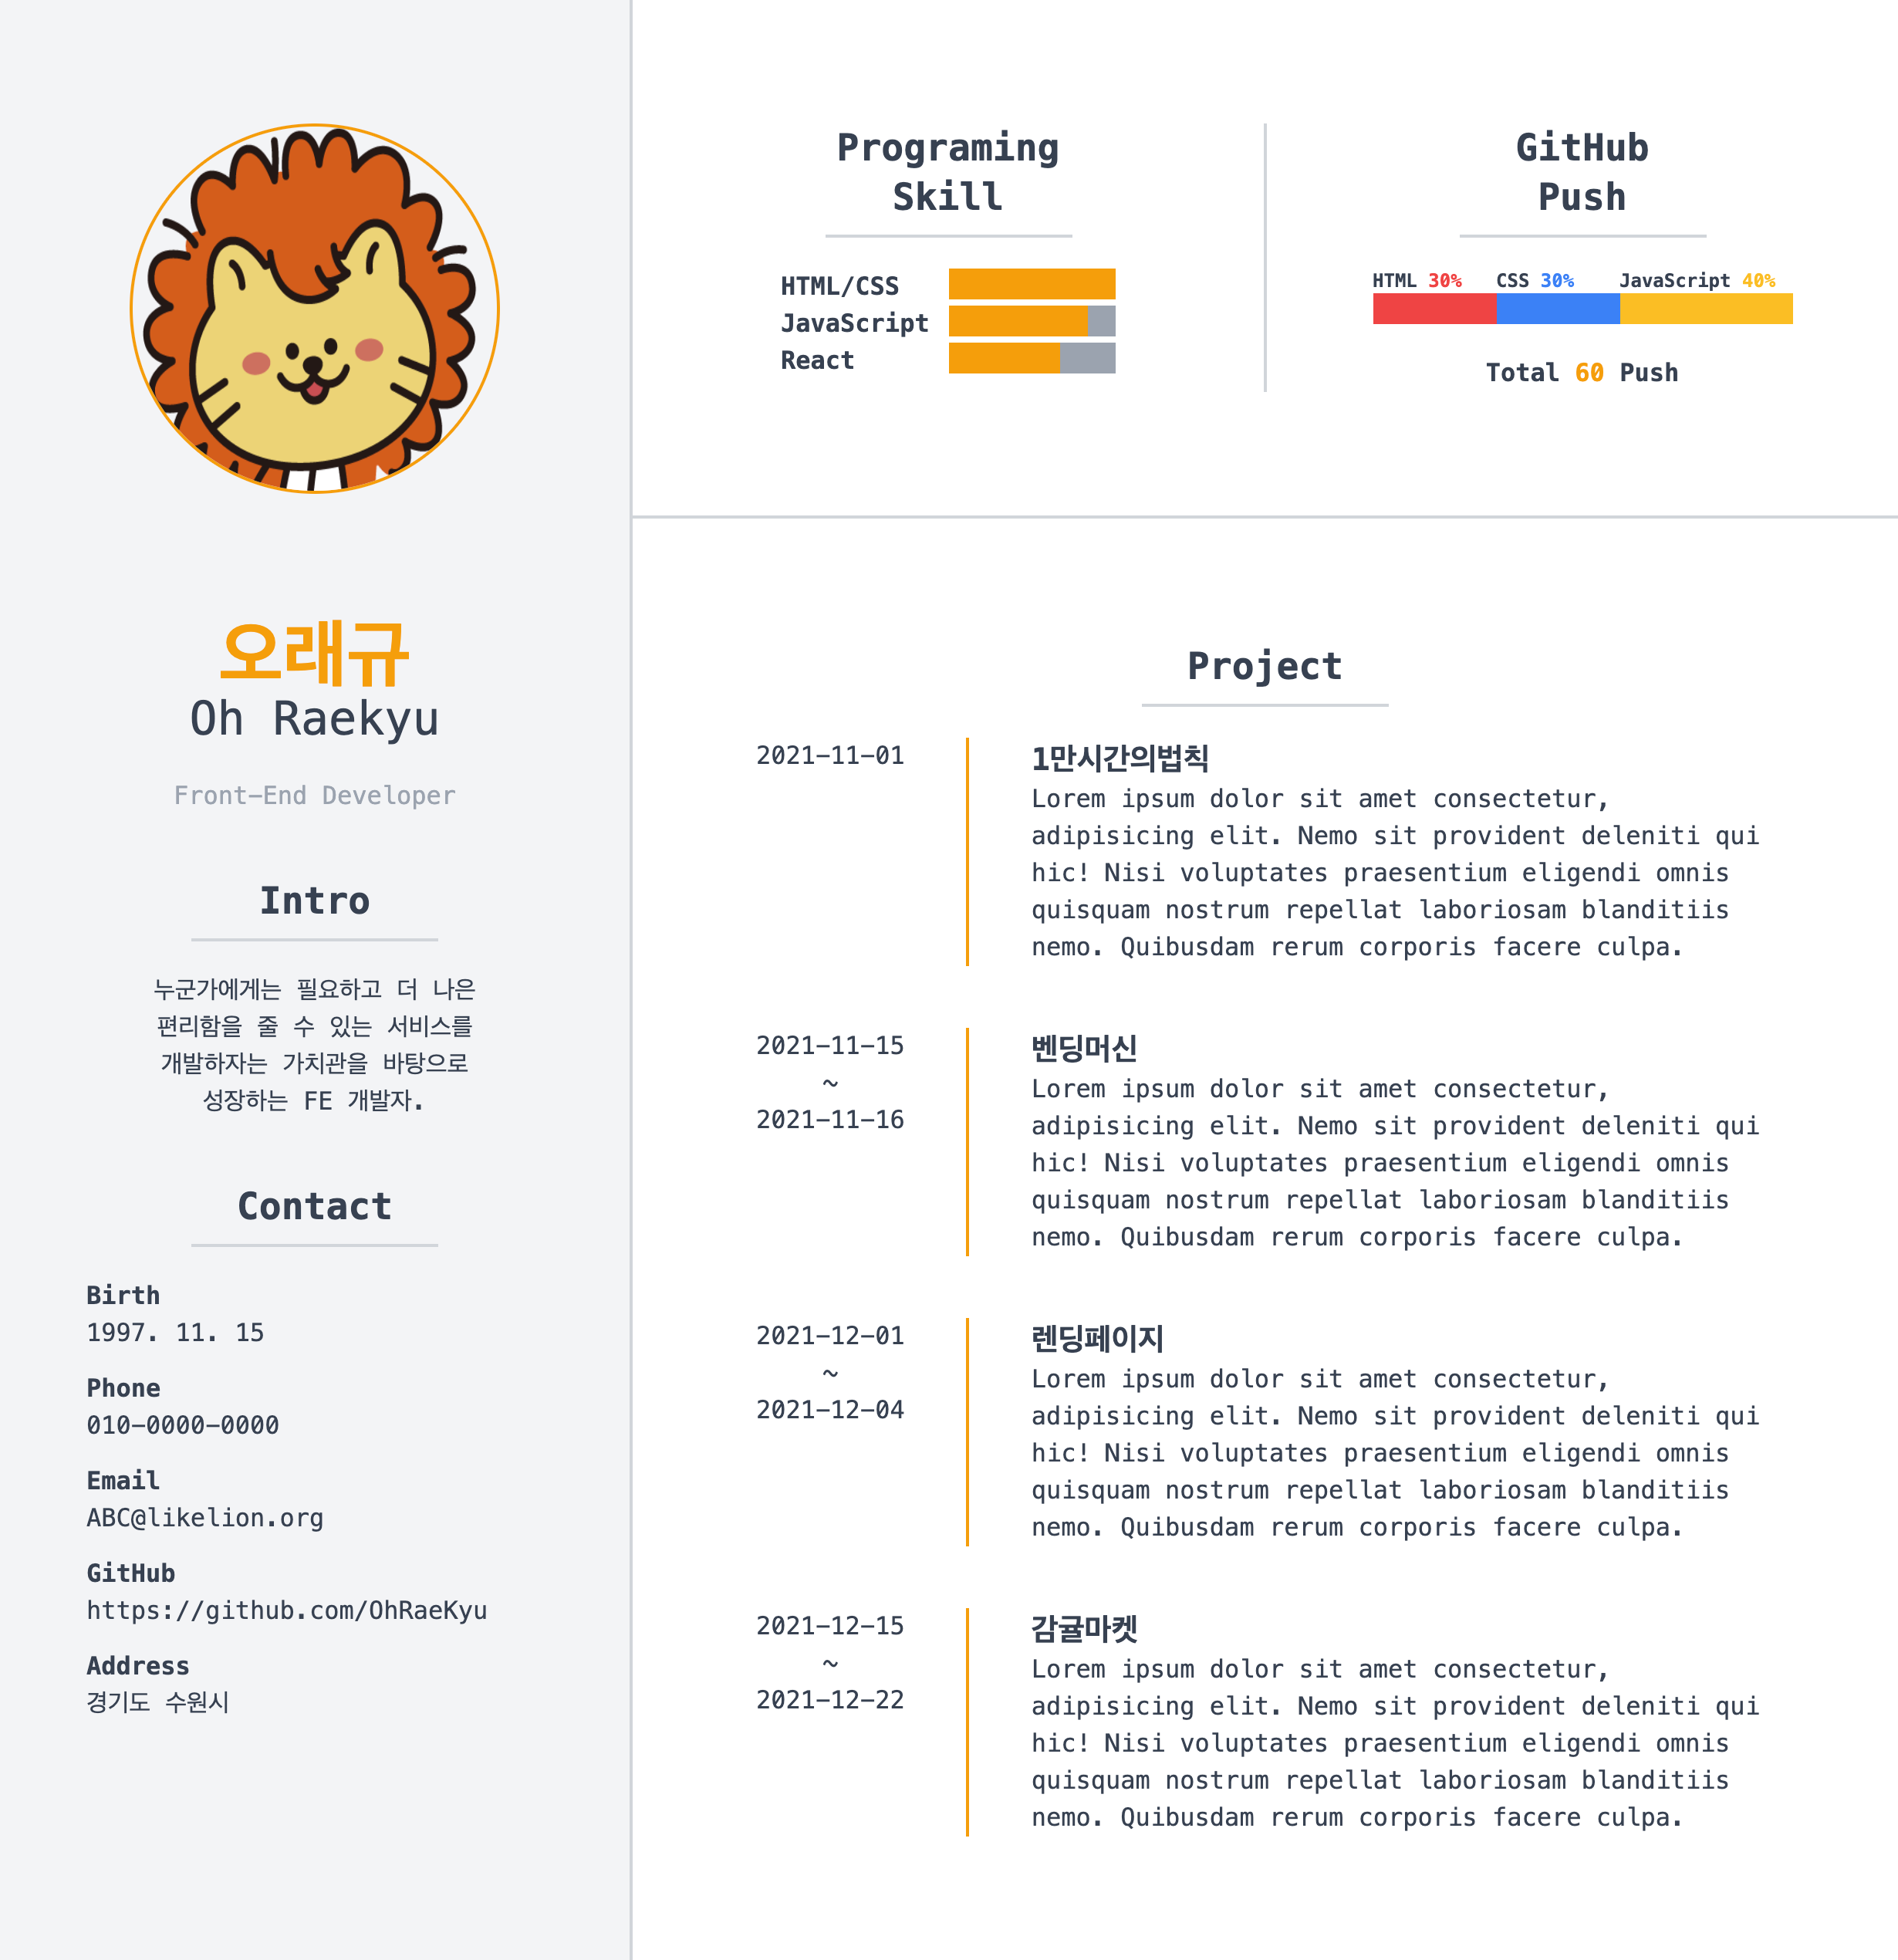 오래규
Oh Raekyu
Front-End Developer
Intro
누군가에게는 필요하고 더 나은
편리함을 줄 수 있는 서비스를
개발하자는 가치관을 바탕으로
성장하는 FE 개발자.
Contact
Birth
1997. 11. 15
Phone
010-0000-0000
Email
ABC@likelion.org
GitHub
https://github.com/OhRaeKyu
Address
경기도 수원시
Programing
Skill
HTML/CSS
JavaScript
React
GitHub
Push
HTML 30% CSS 30% JavaScript 40%
Total 60 Push
Project
2021-11-01
1만시간의법칙
Lorem ipsum dolor sit amet consectetur,
adipisicing elit. Nemo sit provident deleniti qui
hic! Nisi voluptates praesentium eligendi omnis
quisquam nostrum repellat laboriosam blanditiis
nemo. Quibusdam rerum corporis facere culpa.
2021-11-15
~
2021-11-16
벤딩머신
Lorem ipsum dolor sit amet consectetur,
adipisicing elit. Nemo sit provident deleniti qui
hic! Nisi voluptates praesentium eligendi omnis
quisquam nostrum repellat laboriosam blanditiis
nemo. Quibusdam rerum corporis facere culpa.
2021-12-01
~
2021-12-04
렌딩페이지
Lorem ipsum dolor sit amet consectetur,
adipisicing elit. Nemo sit provident deleniti qui
hic! Nisi voluptates praesentium eligendi omnis
quisquam nostrum repellat laboriosam blanditiis
nemo. Quibusdam rerum corporis facere culpa.
2021-12-15
~
2021-12-22
감귤마켓
Lorem ipsum dolor sit amet consectetur,
adipisicing elit. Nemo sit provident deleniti qui
hic! Nisi voluptates praesentium eligendi omnis
quisquam nostrum repellat laboriosam blanditiis
nemo. Quibusdam rerum corporis facere culpa.